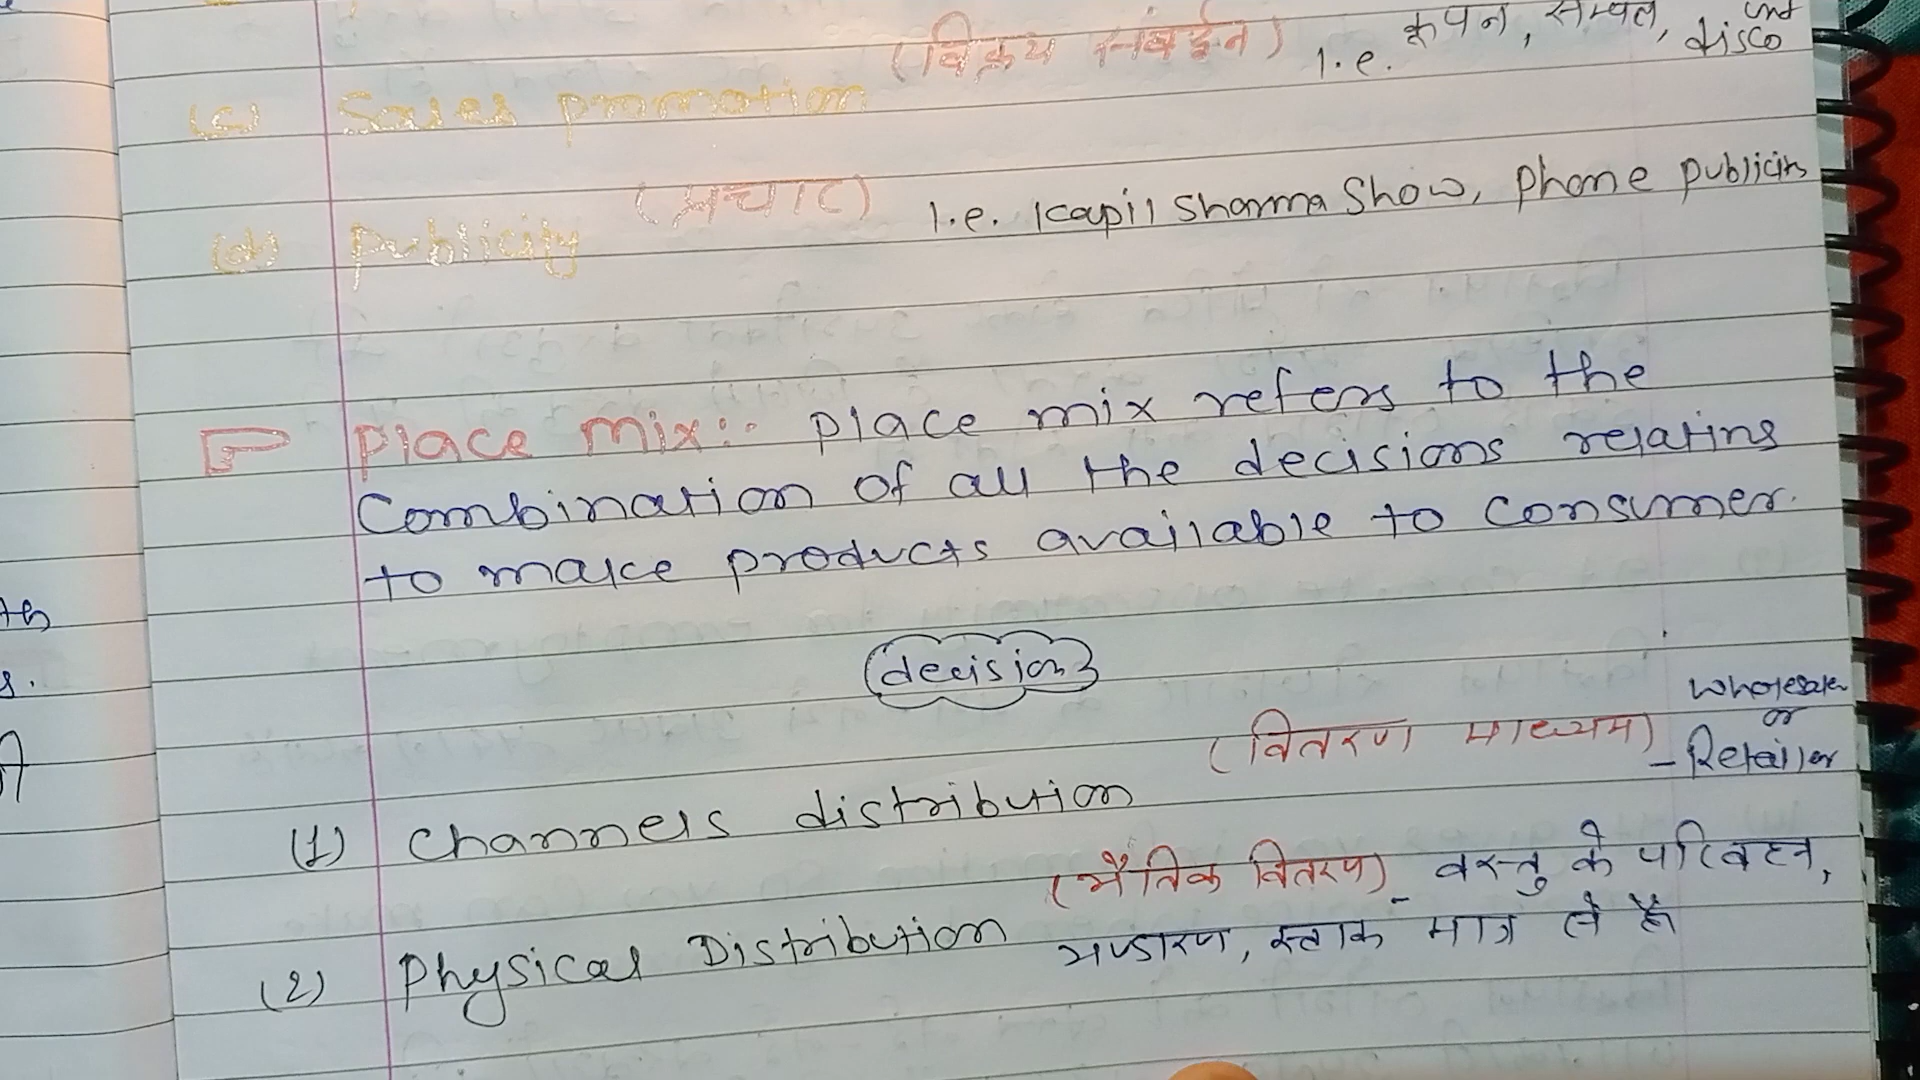 (c) Sales promotion (विक्रय संवर्द्धन) i.e. कूपन, सेम्पल, discount
(d) Publicity (प्रचार) i.e. Kapil Sharma Show, Phone publicity
Place mix:- Place mix refers to the
Combination of all the decisions relating
to make products available to consumer.
decision
(1) Channels distribution (वितरण माध्यम) - Wholesaler or Retailer
(2) Physical Distribution (भौतिक वितरण) - वस्तु के परिवहन,
भण्डारण, स्टाक मात्र से है